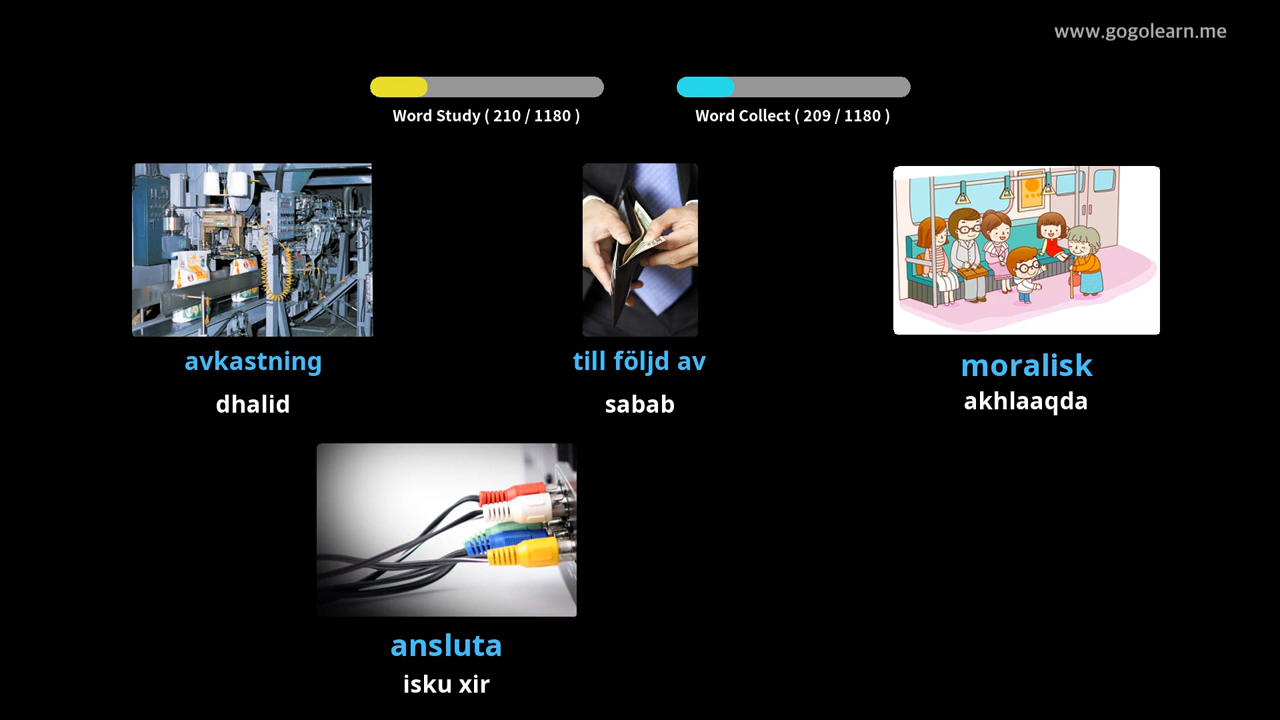 www.gogolearn.me
Word Study ( 210 / 1180 )
Word Collect ( 209 / 1180 )
avkastning
dhalid
till följd av
sabab
moralisk
akhlaaqda
ansluta
isku xir